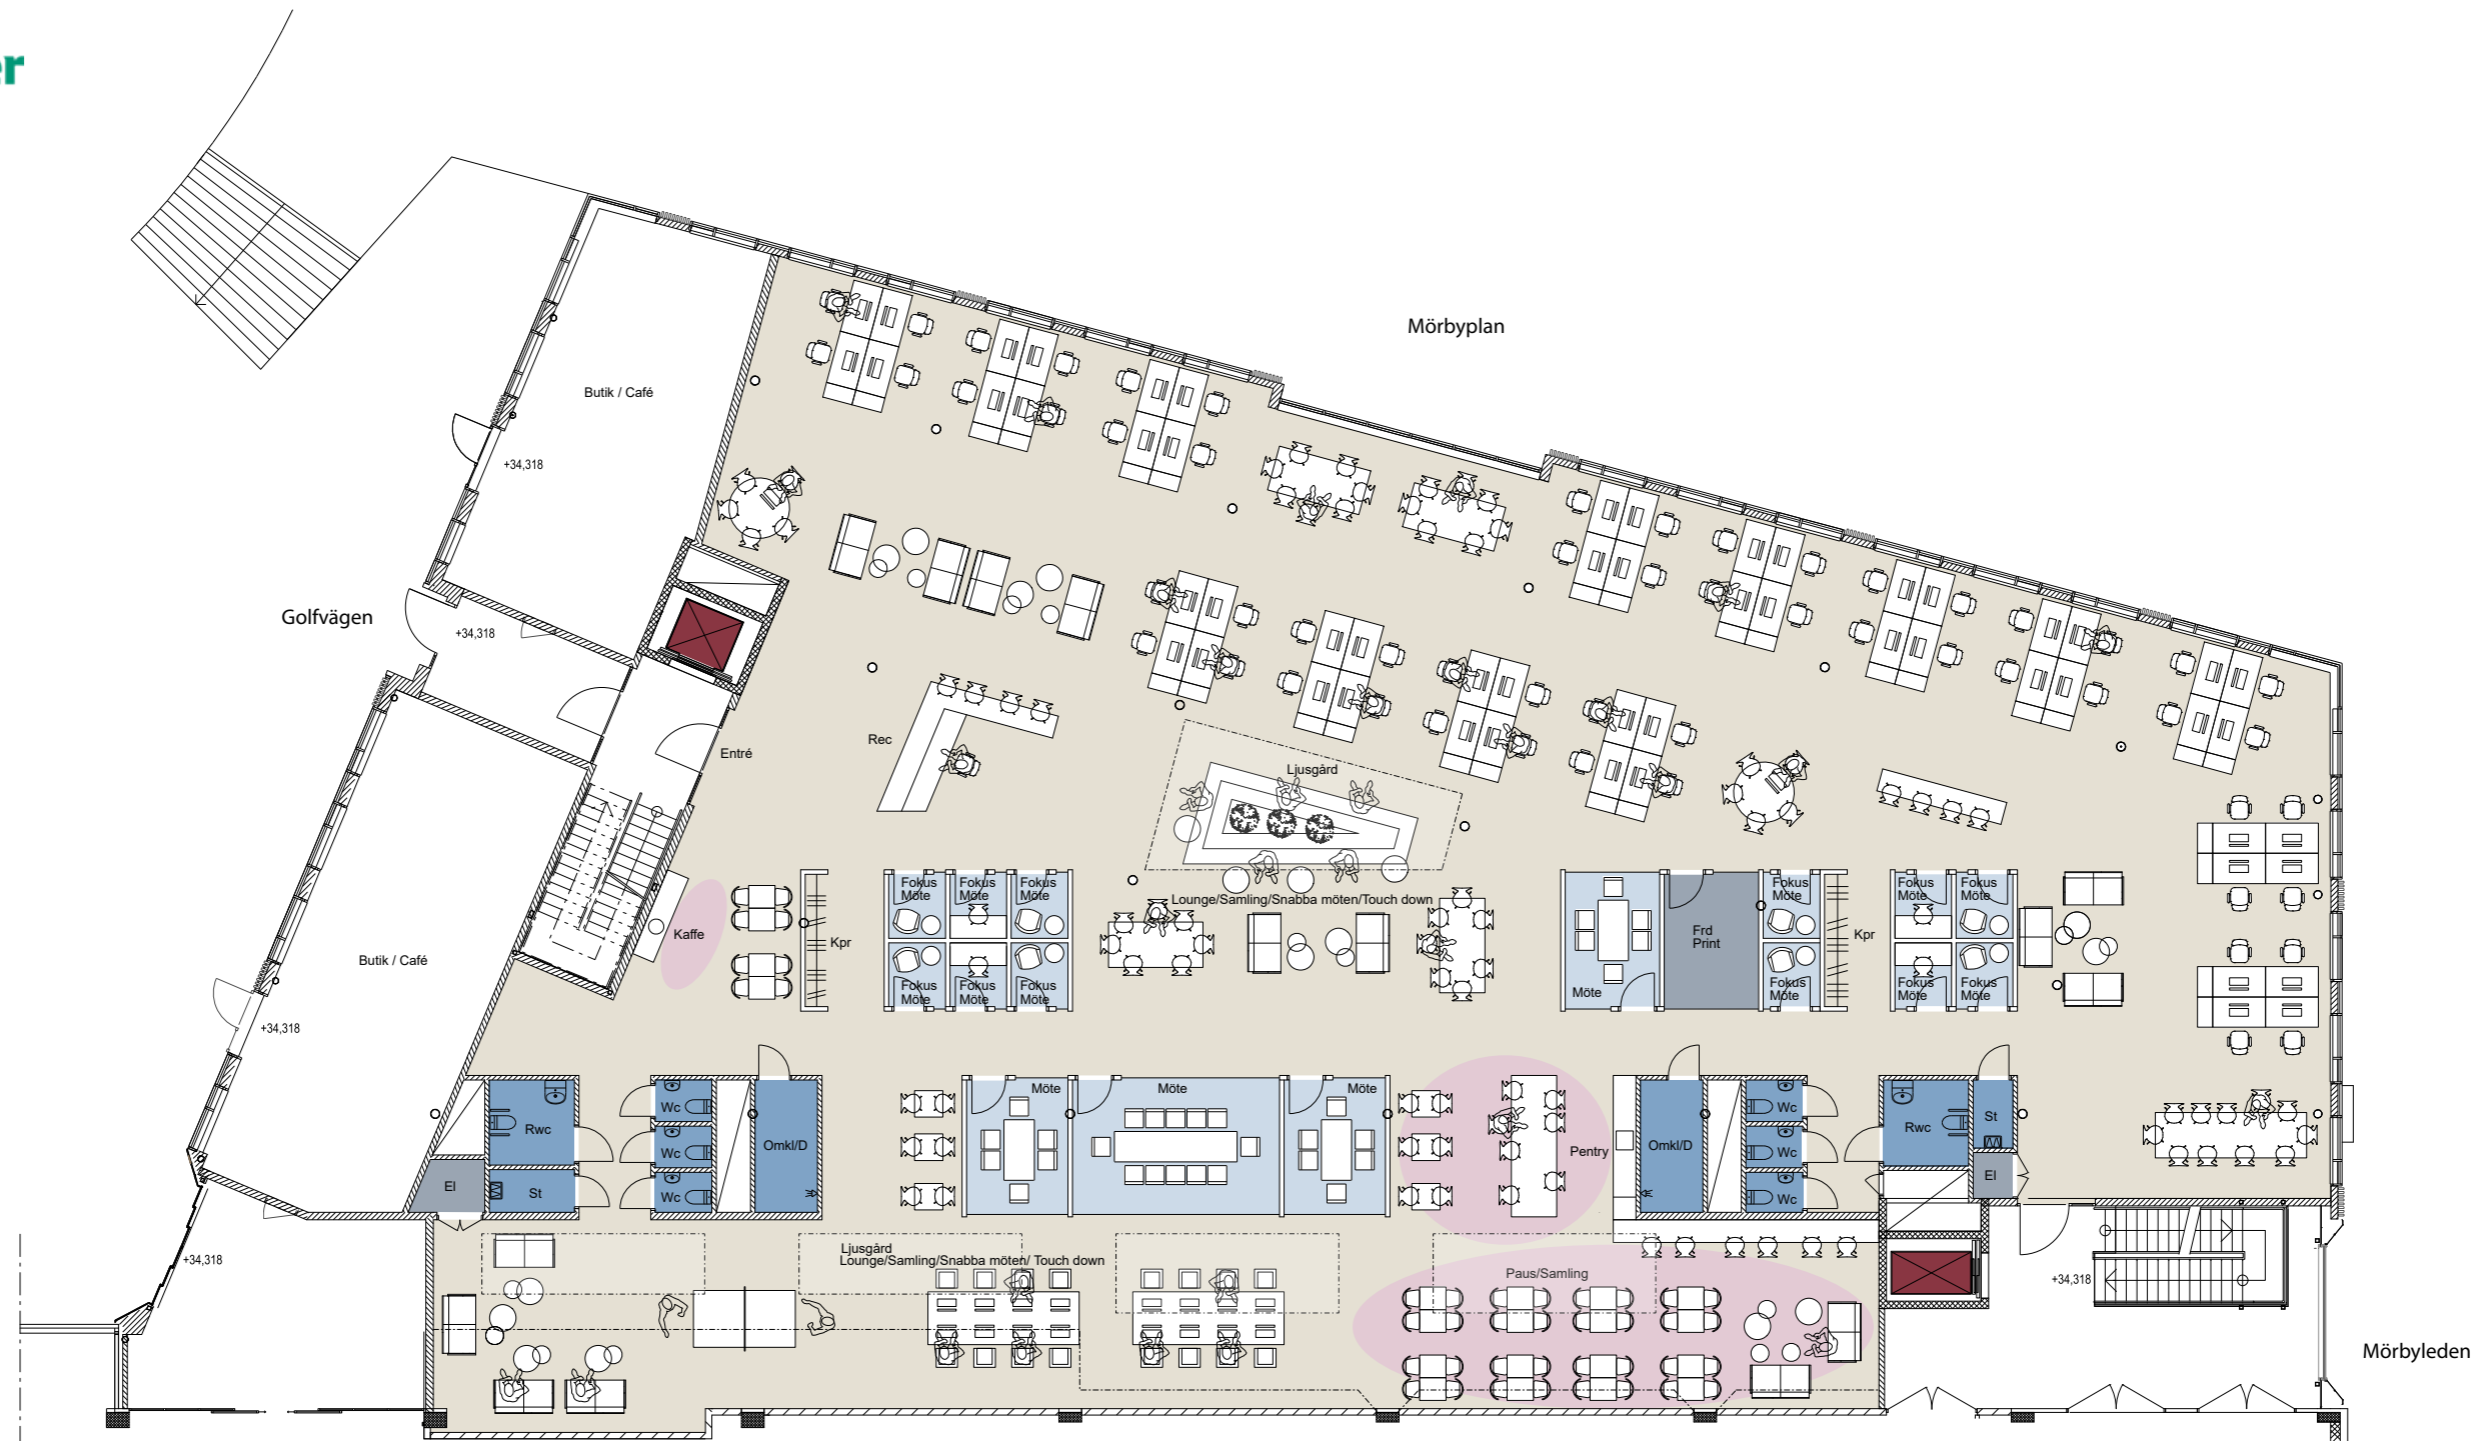 er
Mörbyplan
Butik / Café
+34,318
Golfvägen
+34,318
Rec
Entré
Ljusgård
Fokus
Möte
Fokus
Möte
Fokus
Möte
Lounge/Samling/Snabba möten/Touch down
Fokus
Möte
Fokus
Möte
Fokus
Möte
Kaffe
Kpr
Frd
Print
Kpr
Butik / Café
Fokus
Möte
Fokus
Möte
Fokus
Möte
Möte
Fokus
Möte
Fokus
Möte
Fokus
Möte
+34,318
Möte
Möte
Möte
Wc
Wc
Rwc
Wc
Omkl/D
Pentry
Omkl/D
Wc
Rwc
St
El
St
Wc
Wc
El
+34,318
Ljusgård
Lounge/Samling/Snabba möten/ Touch down
Paus/Samling
+34,318
Mörbyleden